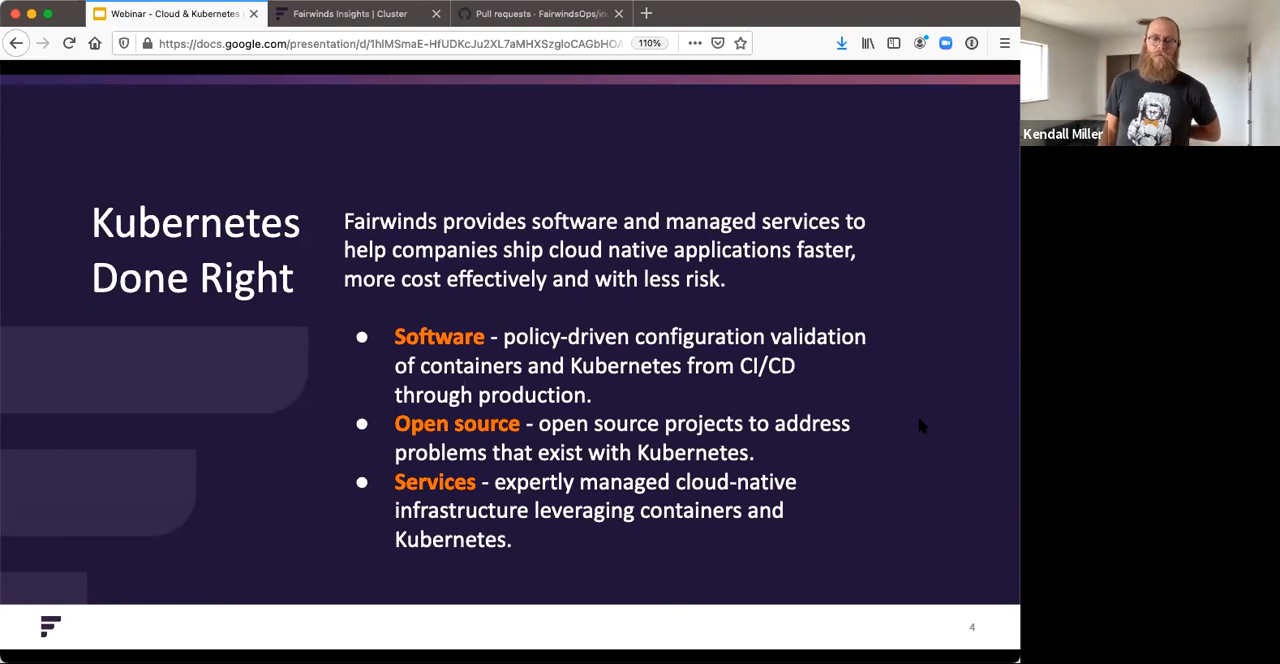 Webinar - Cloud & Kubernetes
Fairwinds Insights | Cluster
Pull requests · FairwindsOps/in
https://docs.google.com/presentation/d/1hIMSmaE-HfUDKcJu2XL7aMHXSzgloCAGbHOA
110%
Kendall Miller
Kubernetes
Done Right
Fairwinds provides software and managed services to
help companies ship cloud native applications faster,
more cost effectively and with less risk.
● Software - policy-driven configuration validation
of containers and Kubernetes from CI/CD
through production.
● Open source - open source projects to address
problems that exist with Kubernetes.
● Services - expertly managed cloud-native
infrastructure leveraging containers and
Kubernetes.
4